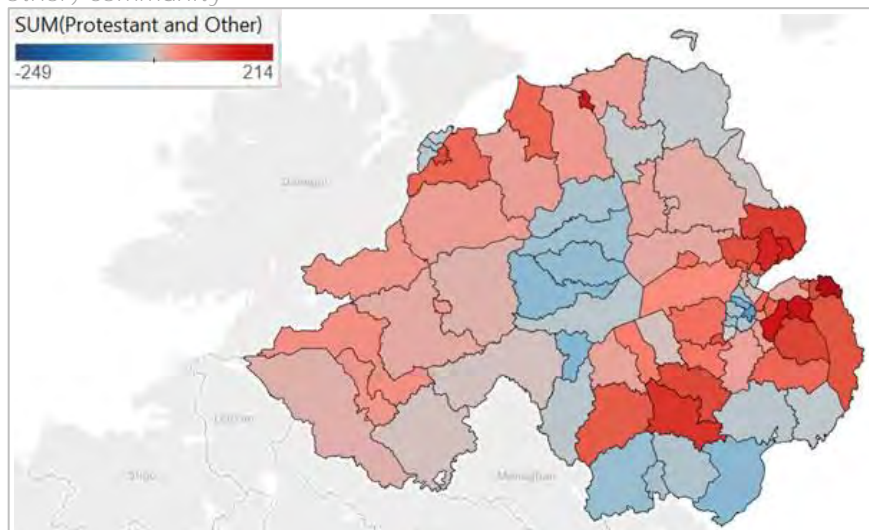 SUM(Protestant and Other)
-249 214
Donegal
Leitrim
Sligo
Monaghan